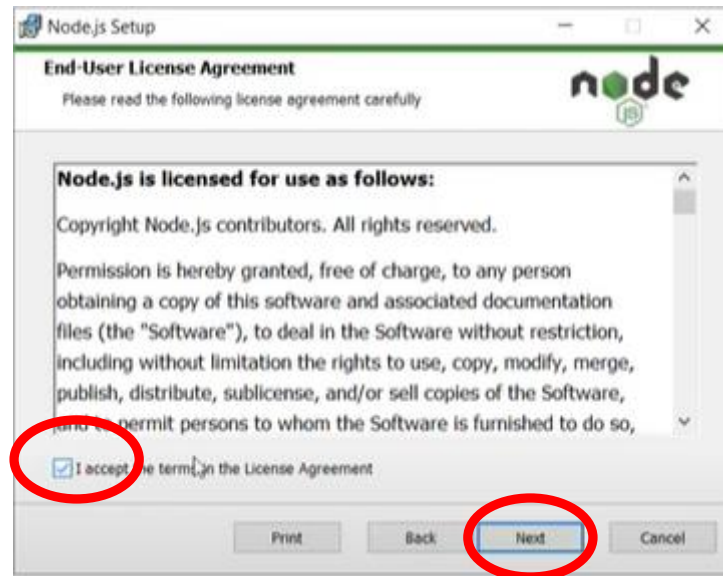 Node.js Setup
End-User License Agreement
Please read the following license agreement carefully
node
JS
Node.js is licensed for use as follows:
Copyright Node.js contributors. All rights reserved.
Permission is hereby granted, free of charge, to any person
obtaining a copy of this software and associated documentation
files (the "Software"), to deal in the Software without restriction,
including without limitation the rights to use, copy, modify, merge,
publish, distribute, sublicense, and/or sell copies of the Software,
and to permit persons to whom the Software is furnished to do so,
I accept the terms in the License Agreement
Print Back Next Cancel